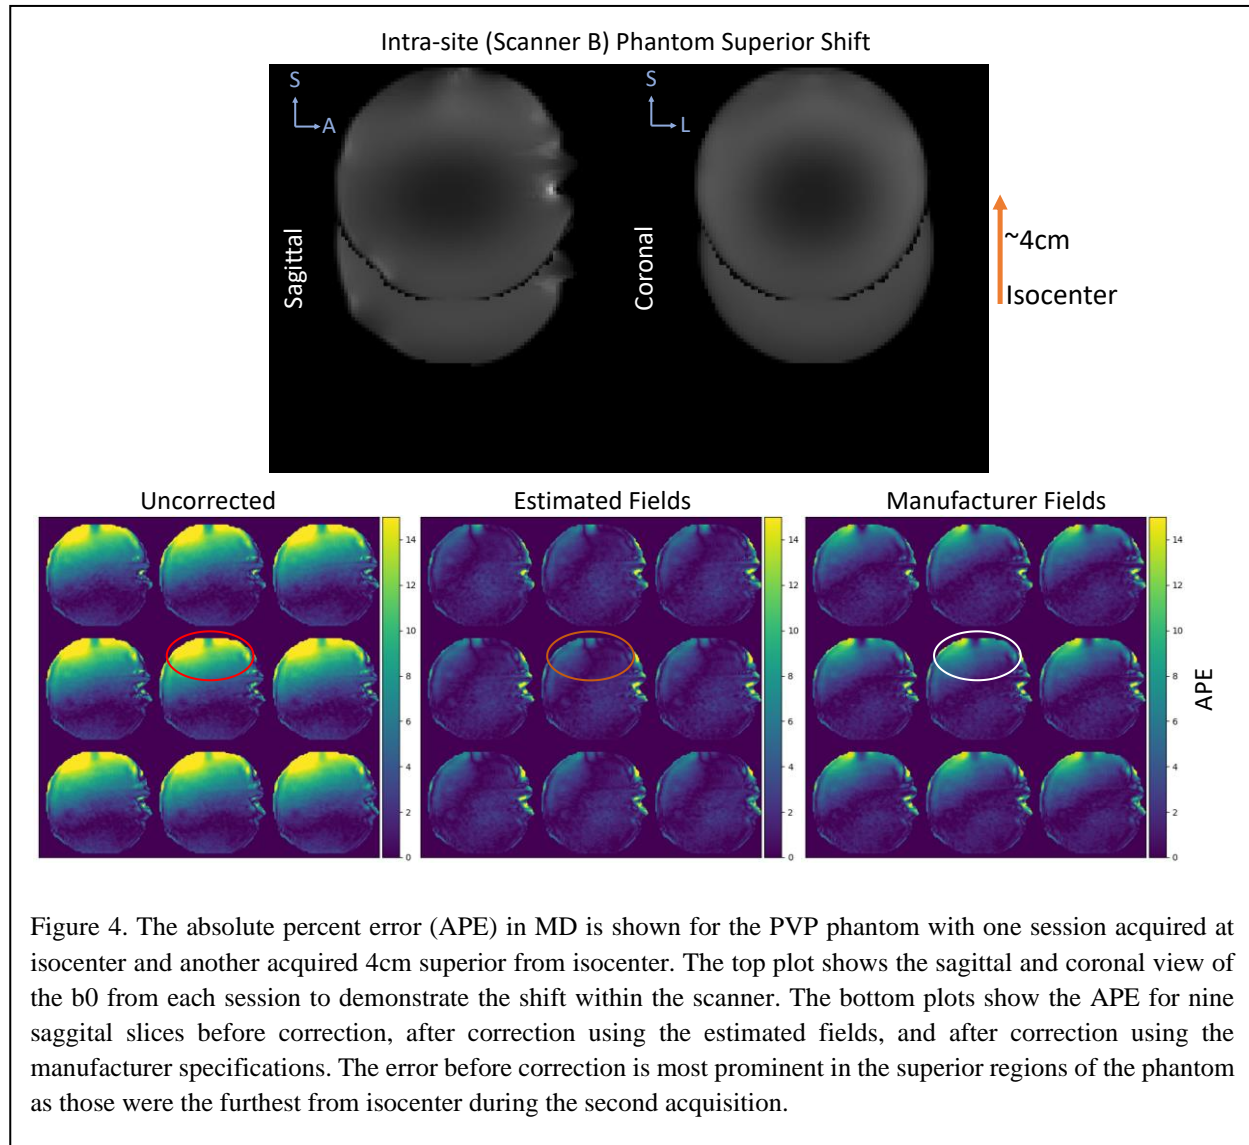 Intra-site (Scanner B) Phantom Superior Shift
S
A
Sagittal
S
L
Coronal
~4cm
Isocenter
Uncorrected
Estimated Fields
Manufacturer Fields
14
12
10
8
6
4
2
0
14
12
10
8
6
4
2
0
14
12
10
8
6
4
2
0
APE
Figure 4. The absolute percent error (APE) in MD is shown for the PVP phantom with one session acquired at
isocenter and another acquired 4cm superior from isocenter. The top plot shows the sagittal and coronal view of
the b0 from each session to demonstrate the shift within the scanner. The bottom plots show the APE for nine
saggital slices before correction, after correction using the estimated fields, and after correction using the
manufacturer specifications. The error before correction is most prominent in the superior regions of the phantom
as those were the furthest from isocenter during the second acquisition.